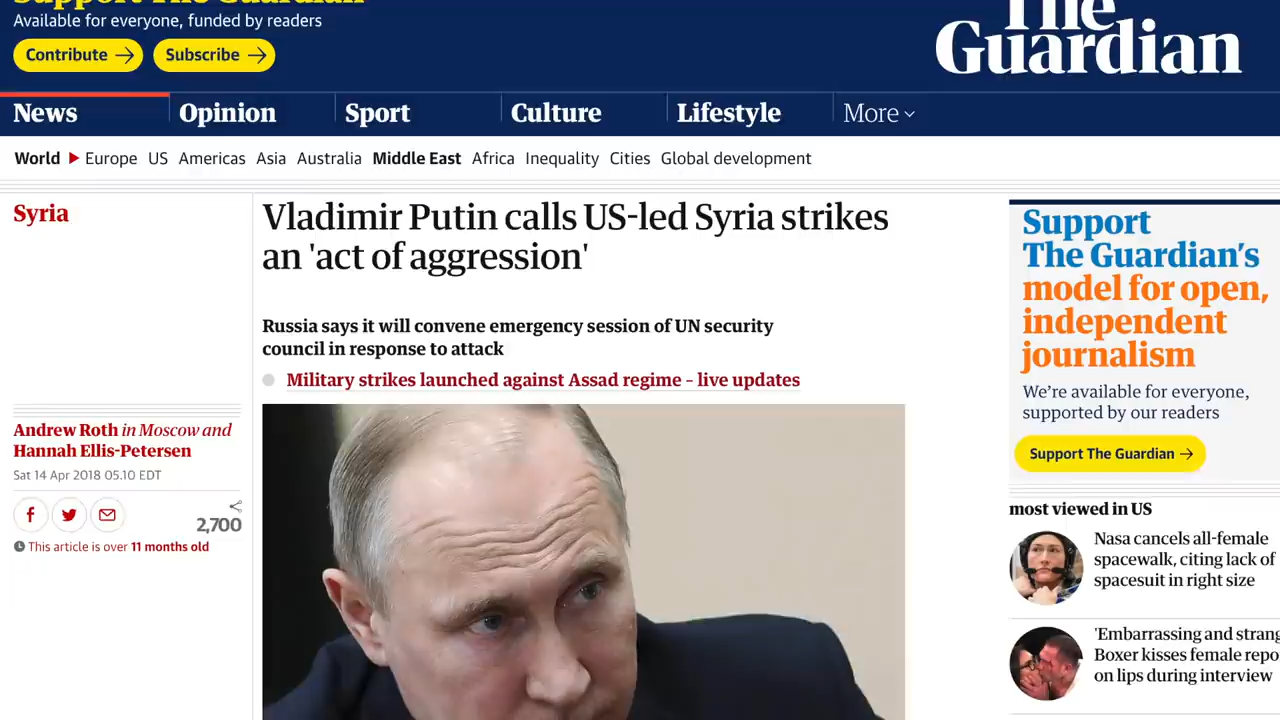 Support The Guardian
Available for everyone, funded by readers
Contribute →
Subscribe →
The
Guardian
News
Opinion
Sport
Culture
Lifestyle
More
World ▶ Europe US Americas Asia Australia Middle East Africa Inequality Cities Global development
Syria
Vladimir Putin calls US-led Syria strikes
an 'act of aggression'
Russia says it will convene emergency session of UN security
council in response to attack
Military strikes launched against Assad regime – live updates
Andrew Roth in Moscow and
Hannah Ellis-Petersen
Sat 14 Apr 2018 05.10 EDT
2,700
This article is over 11 months old
Support
The Guardian's
model for open,
independent
journalism
We're available for everyone,
supported by our readers
Support The Guardian →
most viewed in US
Nasa cancels all-female
spacewalk, citing lack of
spacesuit in right size
'Embarrassing and strang
Boxer kisses female repo
on lips during interview